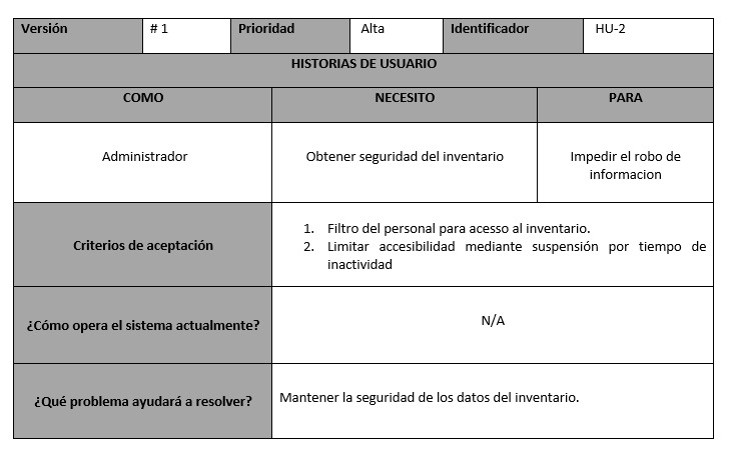 Versión # 1 Prioridad Alta Identificador HU-2
HISTORIAS DE USUARIO
COMO NECESITO PARA
Administrador Obtener seguridad del inventario Impedir el robo de
informacion
Criterios de aceptación
1. Filtro del personal para acesso al inventario.
2. Limitar accesibilidad mediante suspensión por tiempo de
inactividad
¿Cómo opera el sistema actualmente? N/A
¿Qué problema ayudará a resolver? Mantener la seguridad de los datos del inventario.